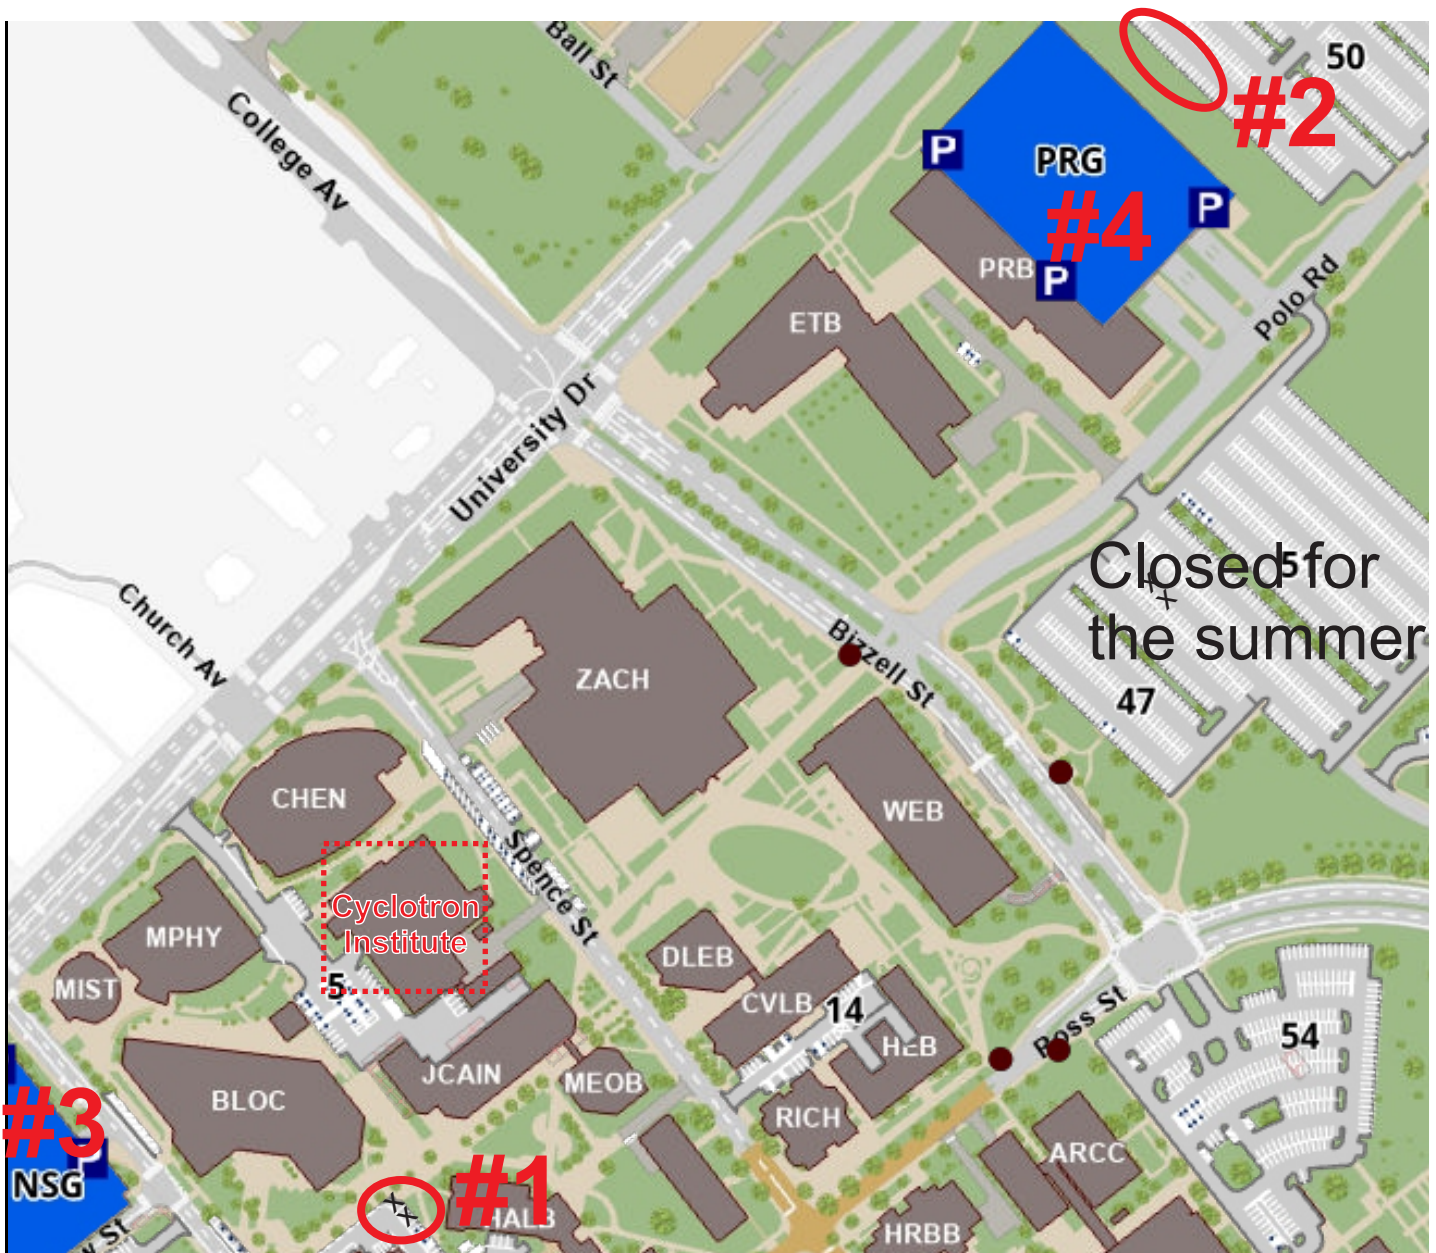 Ball St
50
#2
College Av
P
PRG
P
#4
PRB
P
Polo Rd
ETB
University Dr
Closed for
the summer
51
Church Av
Bizzell St
ZACH
47
CHEN
WEB
Spence St
Cyclotron
Institute
MPHY
DLEB
MIST
5
CVLB
14
HEB
Ross St
54
JCAIN
MEOB
BLOC
RICH
#3
P
NSG
ARCC
#1
HALB
HRBB